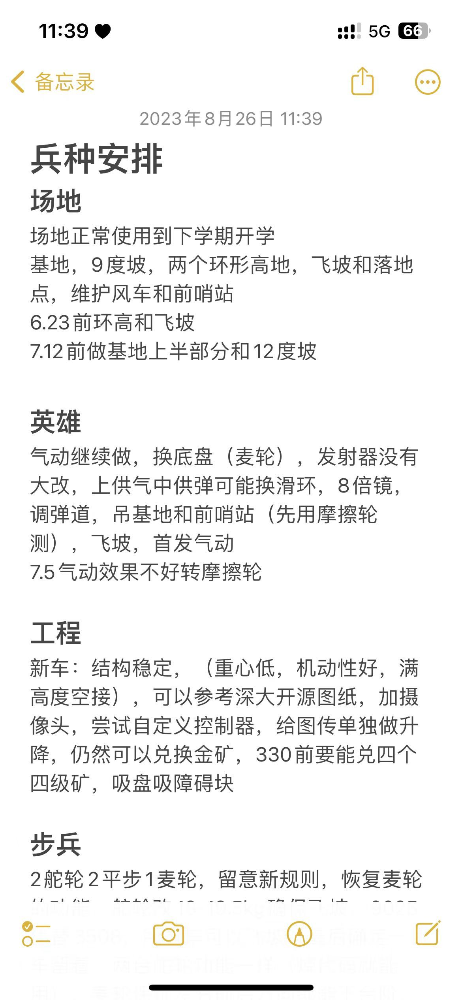 11:39
5G
66
备忘录
2023年8月26日 11:39
兵种安排
场地
场地正常使用到下学期开学
基地，9度坡，两个环形高地，飞坡和落地
点，维护风车和前哨站
6.23前环高和飞坡
7.12前做基地上半部分和12度坡
英雄
气动继续做，换底盘（麦轮），发射器没有
大改，上供气中供弹可能换滑环，8倍镜，
调弹道，吊基地和前哨站（先用摩擦轮
测），飞坡，首发气动
7.5气动效果不好转摩擦轮
工程
新车：结构稳定，（重心低，机动性好，满
高度空接），可以参考深大开源图纸，加摄
像头，尝试自定义控制器，给图传单独做升
降，仍然可以兑换金矿，330前要能兑四个
四级矿，吸盘吸障碍块
步兵
2舵轮2平步1麦轮，留意新规则，恢复麦轮